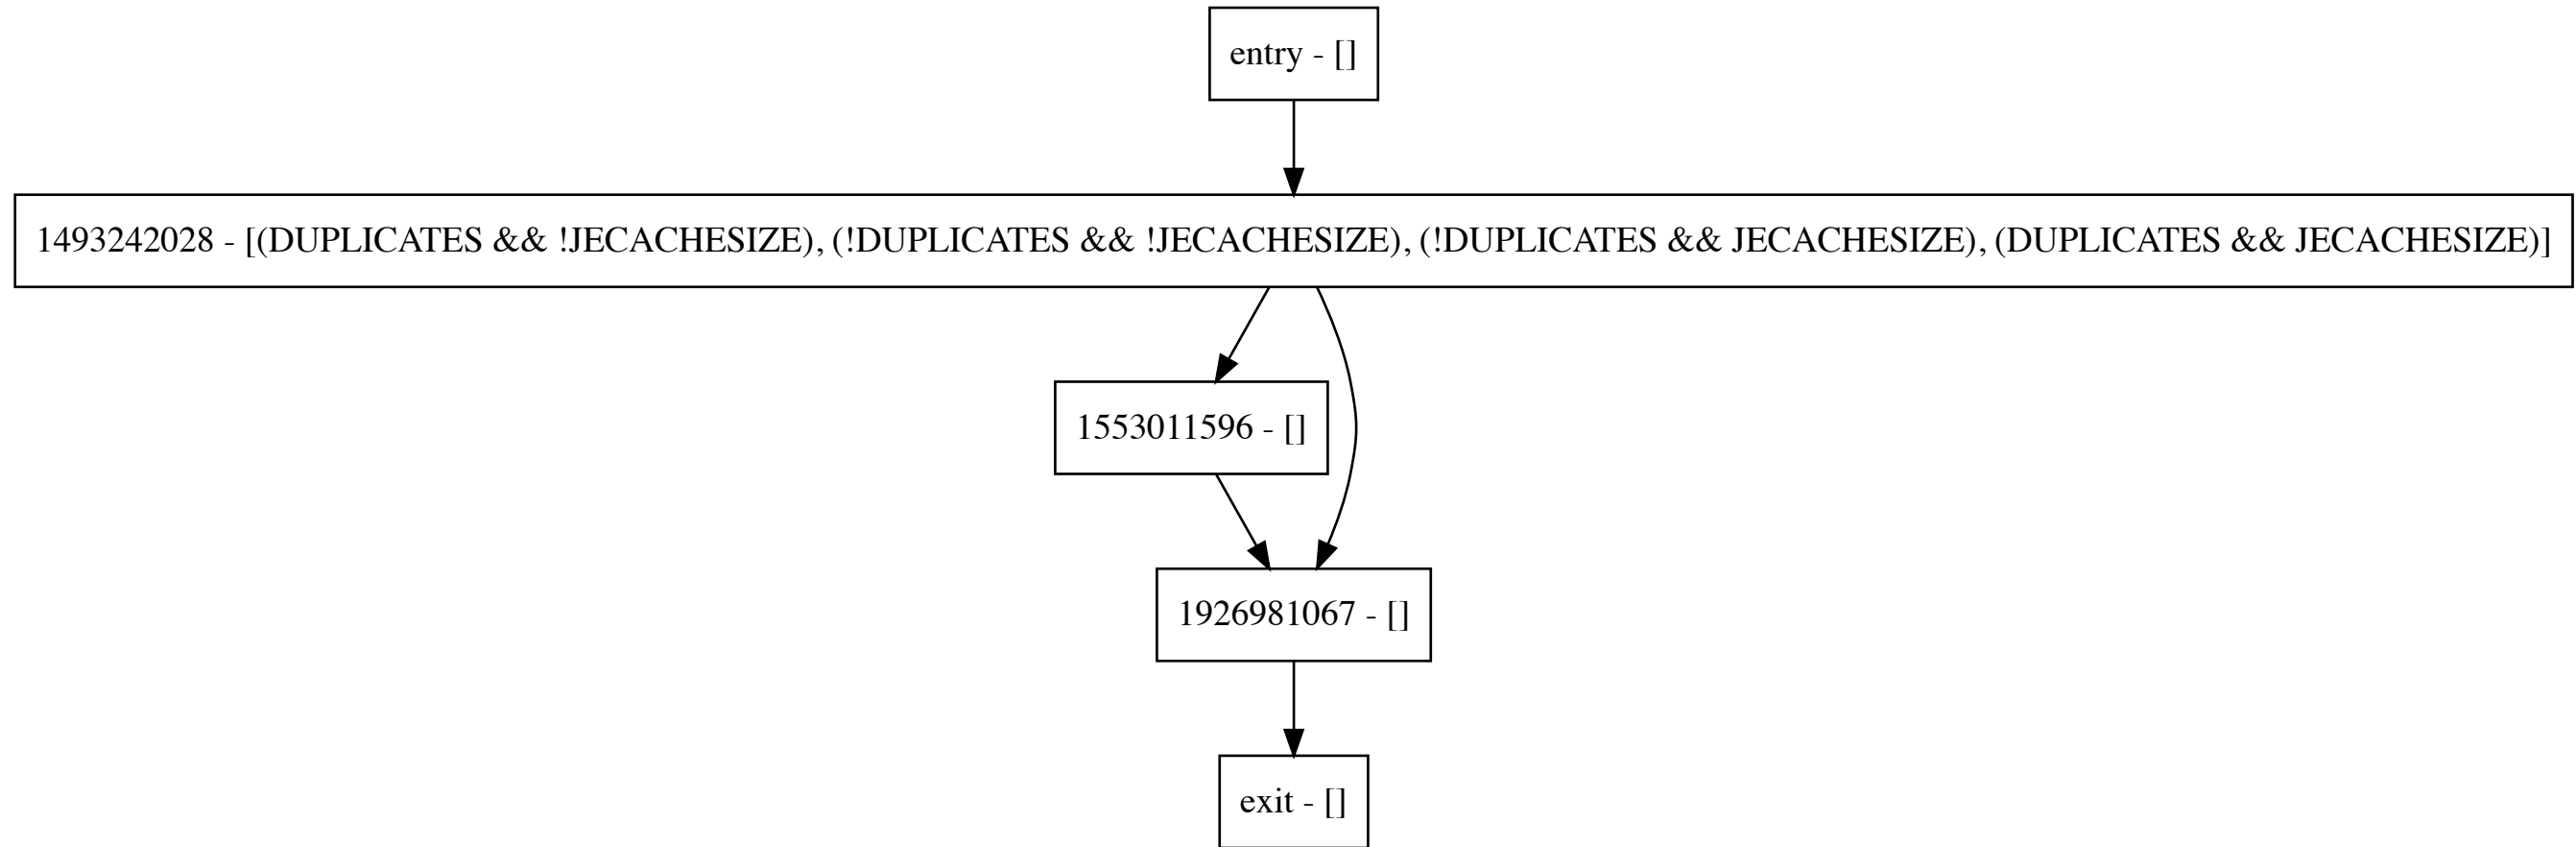 entry - []
1493242028 - [(DUPLICATES && !JECACHESIZE), (!DUPLICATES && !JECACHESIZE), (!DUPLICATES && JECACHESIZE), (DUPLICATES && JECACHESIZE)]
1553011596 - []
1926981067 - []
exit - []